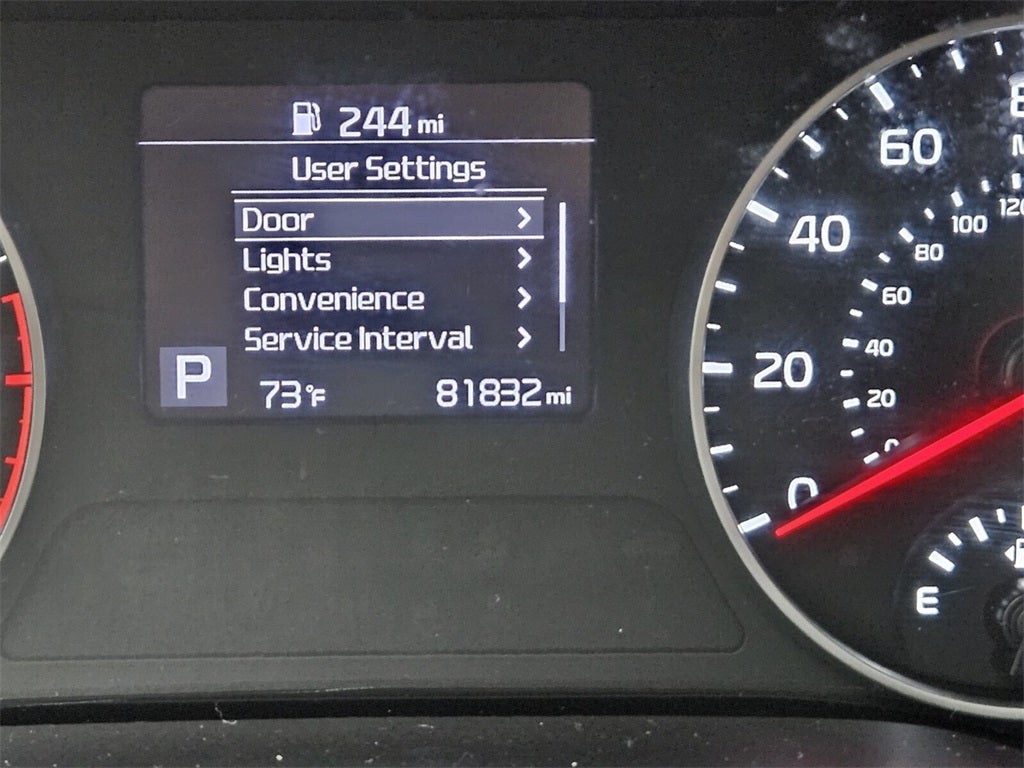 244 mi
User Settings
Door
Lights
Convenience
Service Interval
P
73°F
81832 mi
60
40
20
0
120
100
80
60
40
20
0
E